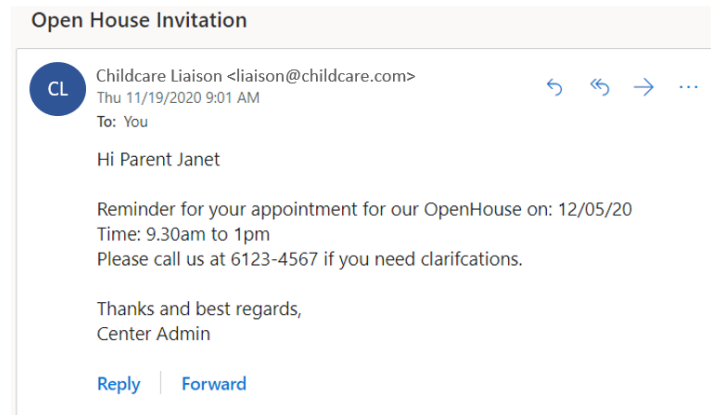 Open House Invitation
CL
Childcare Liaison <liaison@childcare.com>
Thu 11/19/2020 9:01 AM
To: You
Hi Parent Janet
Reminder for your appointment for our OpenHouse on: 12/05/20
Time: 9.30am to 1pm
Please call us at 6123-4567 if you need clarifcations.
Thanks and best regards,
Center Admin
Reply
Forward